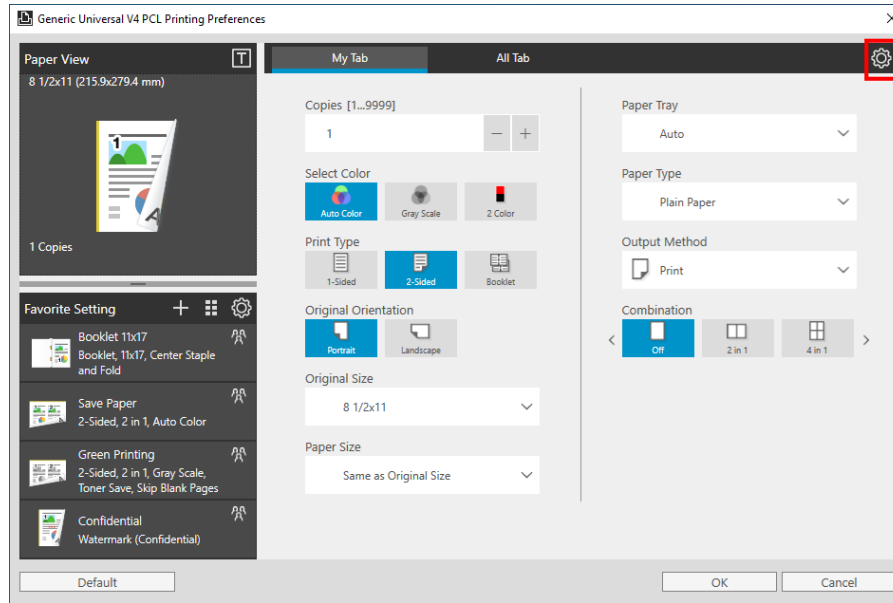 Generic Universal V4 PCL Printing Preferences
Paper View
T
My Tab
All Tab
8 1/2x11 (215.9x279.4 mm)
1
A
1 Copies
Favorite Setting
Booklet 11x17
Booklet, 11x17, Center Staple
and Fold
Save Paper
2-Sided, 2 in 1, Auto Color
Green Printing
2-Sided, 2 in 1, Gray Scale,
Toner Save, Skip Blank Pages
Confidential
Watermark (Confidential)
Copies [1...9999]
1
Select Color
Auto Color
Gray Scale
2 Color
Print Type
1-Sided
2-Sided
Booklet
Original Orientation
Portrait
Landscape
Original Size
8 1/2x11
Paper Size
Same as Original Size
Paper Tray
Auto
Paper Type
Plain Paper
Output Method
Print
Combination
Off
2 in 1
4 in 1
Default
OK
Cancel